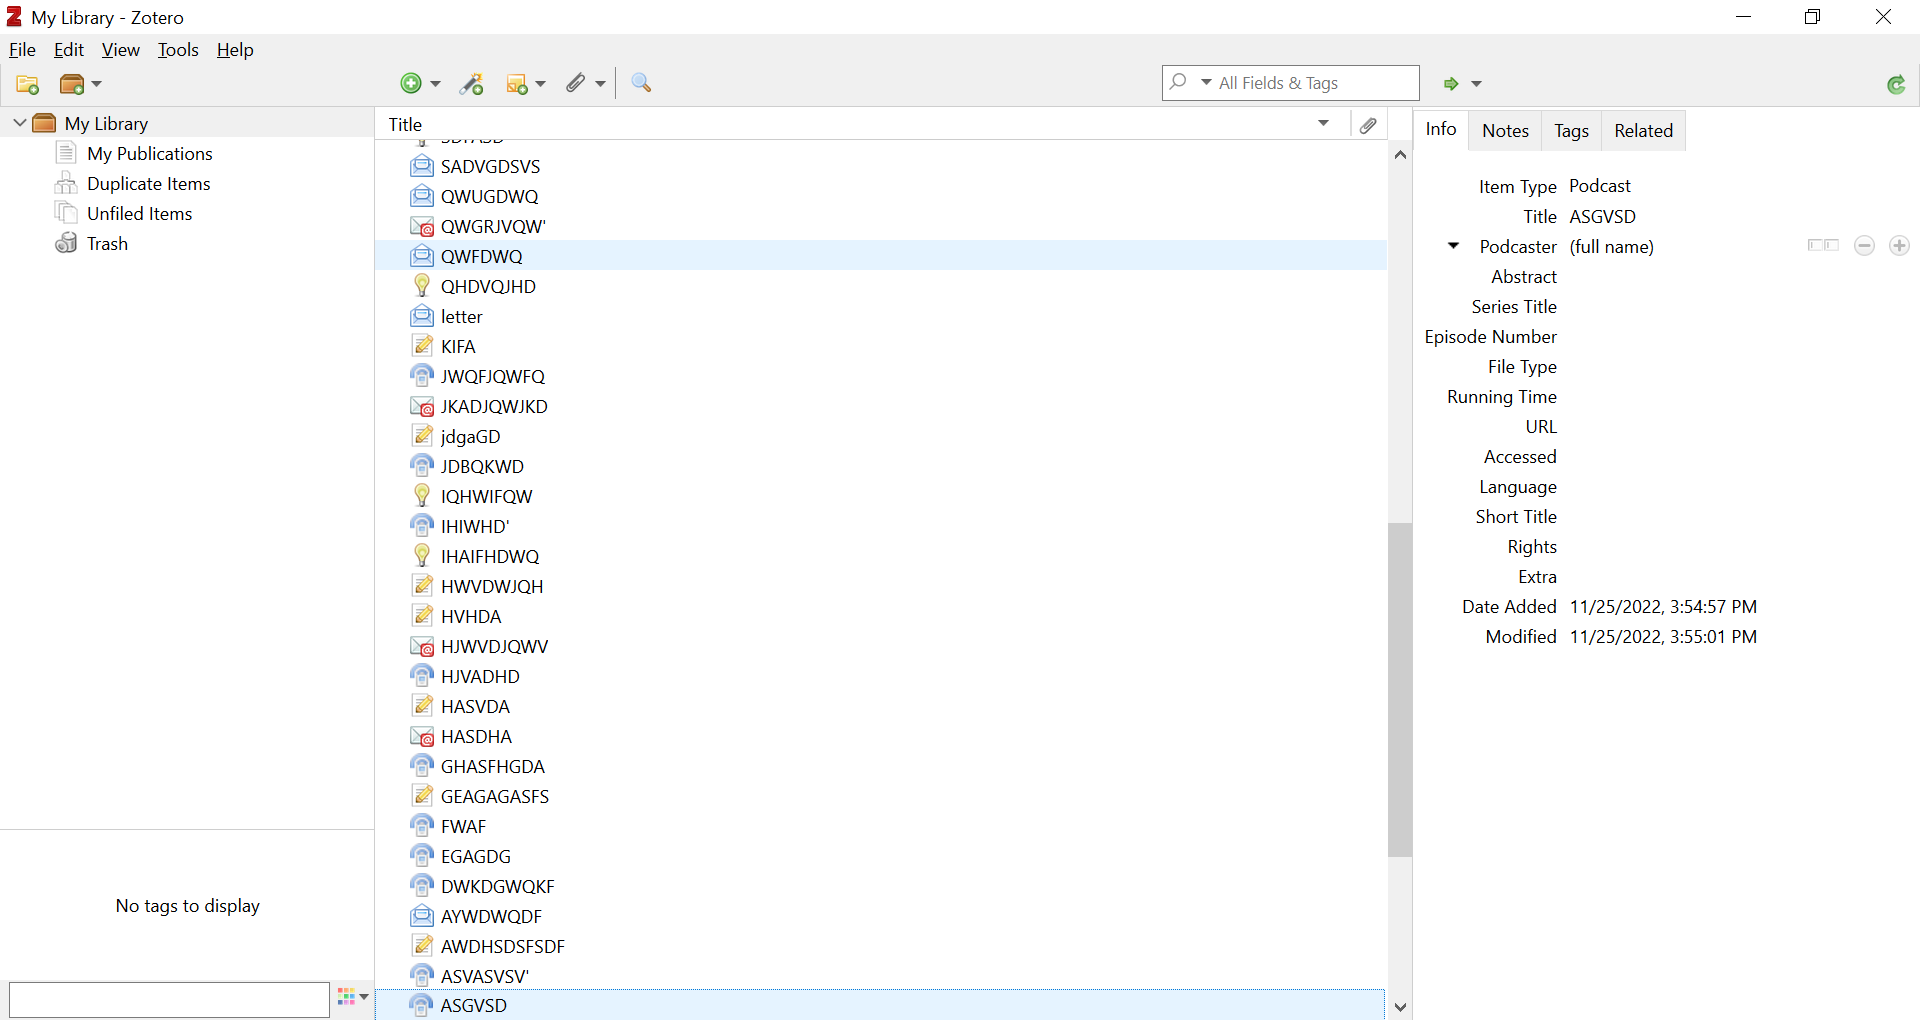 My Library - Zotero
File Edit View Tools Help
All Fields & Tags
My Library
My Publications
Duplicate Items
Unfiled Items
Trash
No tags to display
Title
SADVGDSVS
QWUGDWQ
QWGRJVQW'
QWFDWQ
QHDVQJHD
letter
KIFA
JWQFJQWFQ
JKADJQWJKD
jdgaGD
JDBQKWD
IQHWIFQW
IHIWHD'
IHAIFHDWQ
HWVDWJQH
HVHDA
HJWVDJQWV
HJVADHD
HASVDA
HASDHA
GHASFHGDA
GEAGAGASFS
FWAF
EGAGDG
DWKDGWQKF
AYWDWQDF
AWDHSDSFSDF
ASVASVSV'
ASGVSD
Info Notes Tags Related
Item Type Podcast
Title ASGVSD
Podcaster (full name)
Abstract
Series Title
Episode Number
File Type
Running Time
URL
Accessed
Language
Short Title
Rights
Extra
Date Added 11/25/2022, 3:54:57 PM
Modified 11/25/2022, 3:55:01 PM